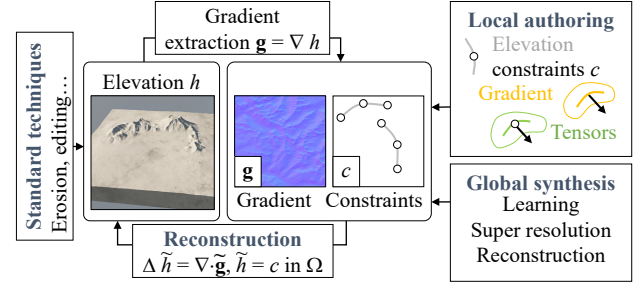 Gradient
extraction g = ∇ h
Standard techniques
Erosion, editing...
Elevation h
g
Gradient
c
Constraints
Reconstruction
Δ h̃ = ∇·g̃, h̃ = c in Ω
Local authoring
Elevation
constraints c
Gradient
Tensors
Global synthesis
Learning
Super resolution
Reconstruction